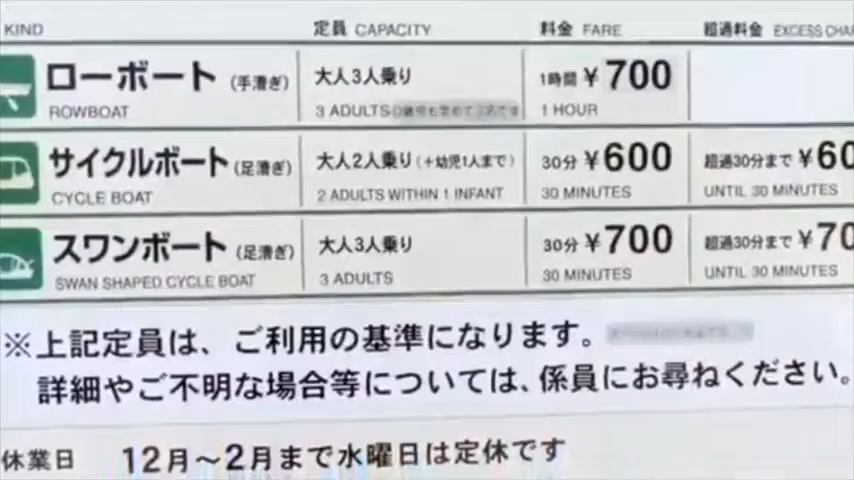 KIND 定員 CAPACITY 料金 FARE 超過料金 EXCESS CHA
ローボート (手漕ぎ) 大人3人乗り 1時間 ¥700
ROWBOAT 3 ADULTS 1 HOUR
サイクルボート (足漕ぎ) 大人2人乗り (+幼児1人まで) 30分 ¥600 超過30分まで ¥60
CYCLE BOAT 2 ADULTS WITHIN 1 INFANT 30 MINUTES UNTIL 30 MINUTES
スワンボート (足漕ぎ) 大人3人乗り 30分 ¥700 超過30分まで ¥70
SWAN SHAPED CYCLE BOAT 3 ADULTS 30 MINUTES UNTIL 30 MINUTES
※上記定員は、ご利用の基準になります。
詳細やご不明な場合等については、係員にお尋ねください。
休業日 12月～2月まで水曜日は定休です